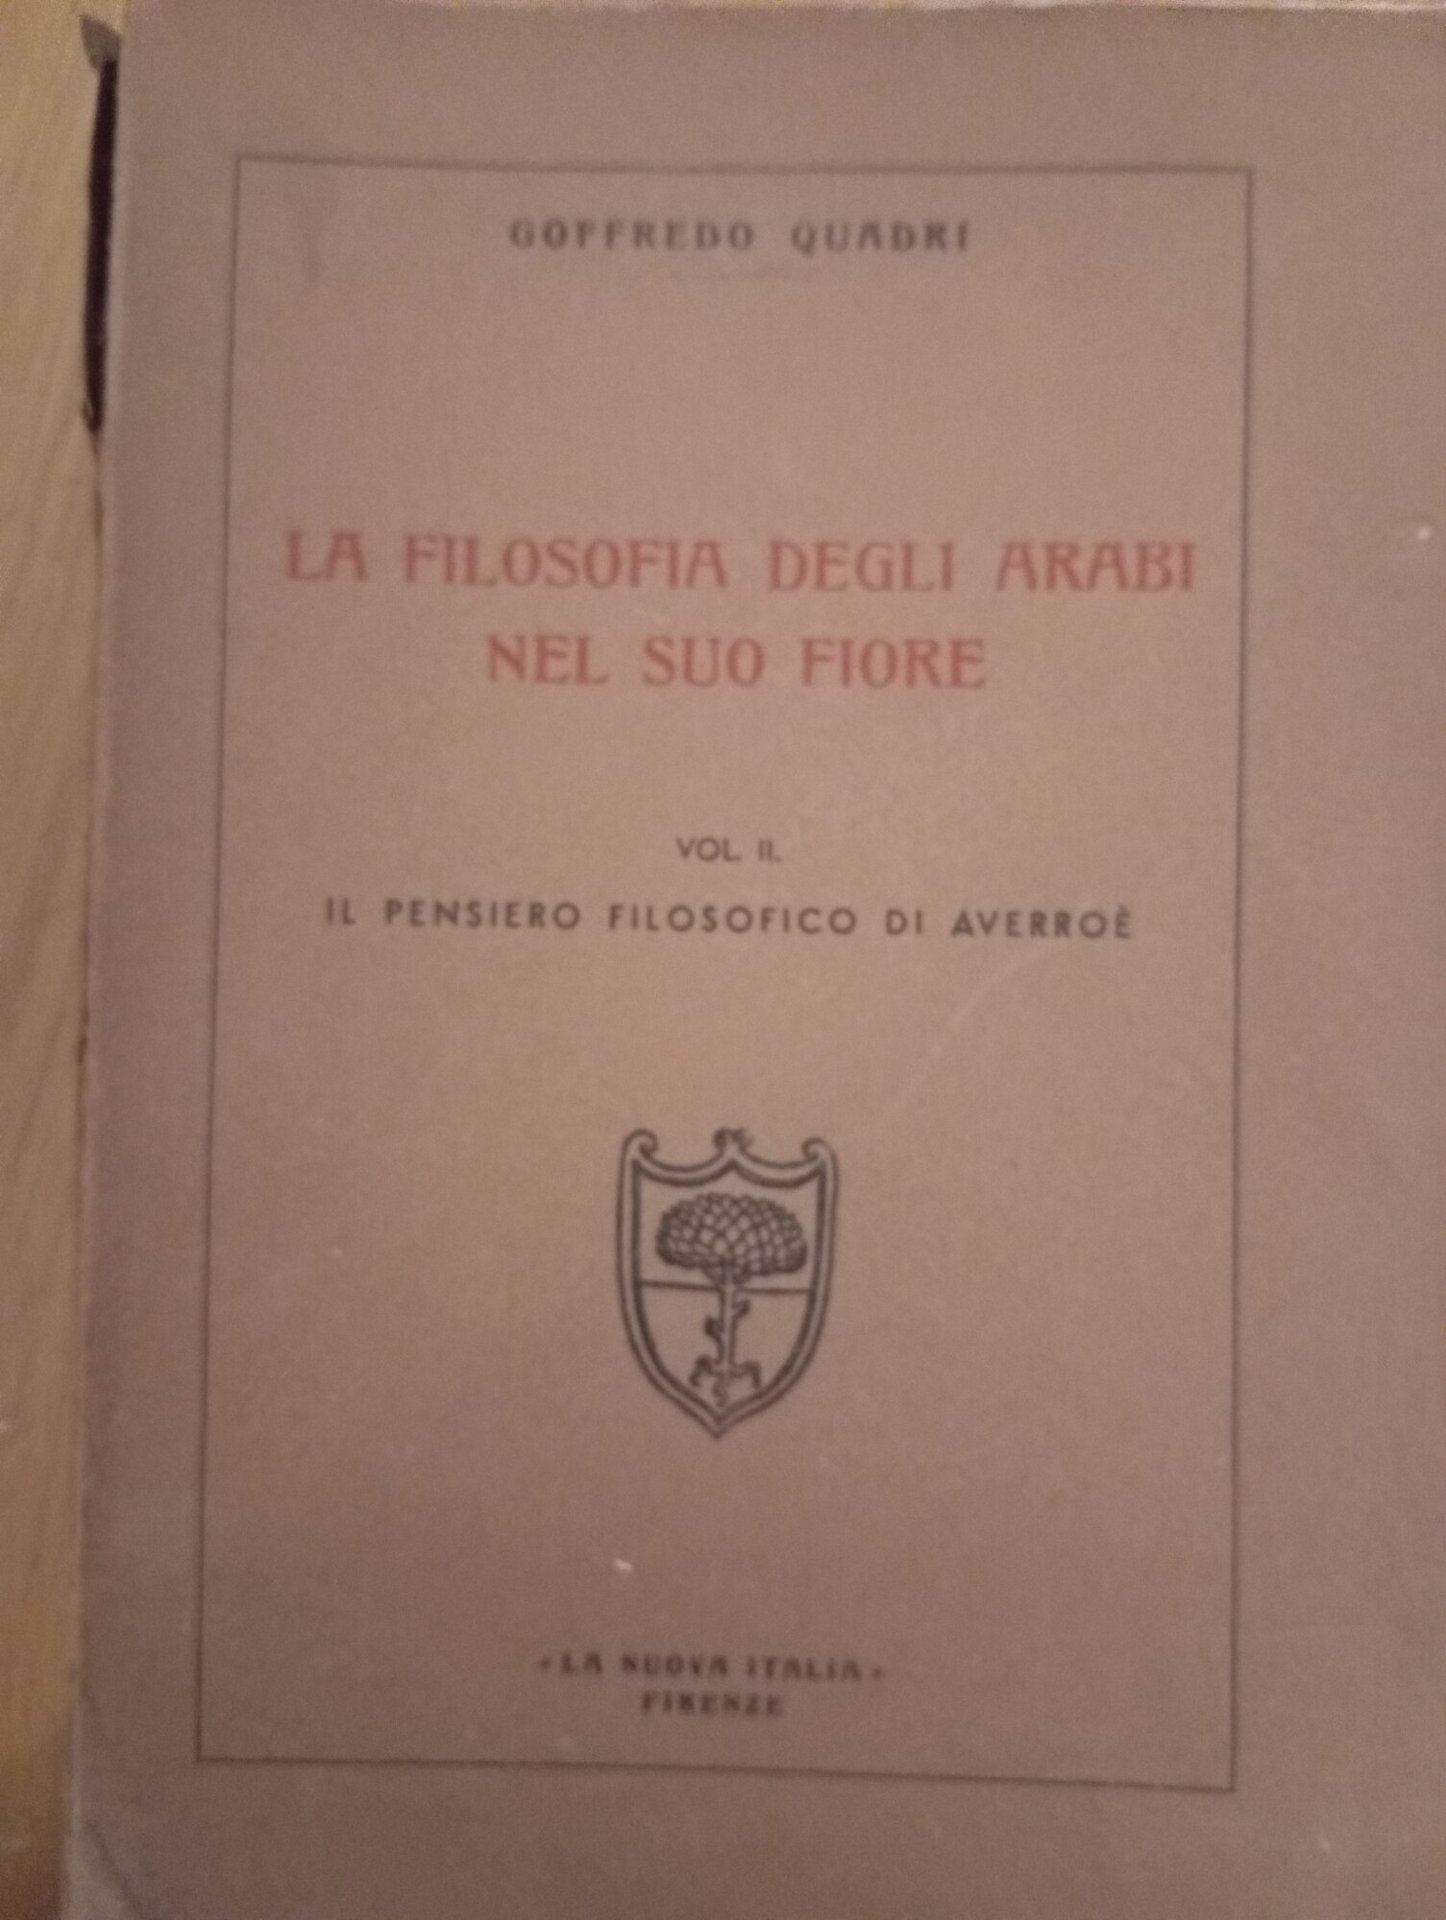 GOFFREDO QUADRI
LA FILOSOFIA DEGLI ARABI
NEL SUO FIORE
VOL. II.
IL PENSIERO FILOSOFICO DI AVERROÈ
«LA NUOVA ITALIA»
FIRENZE